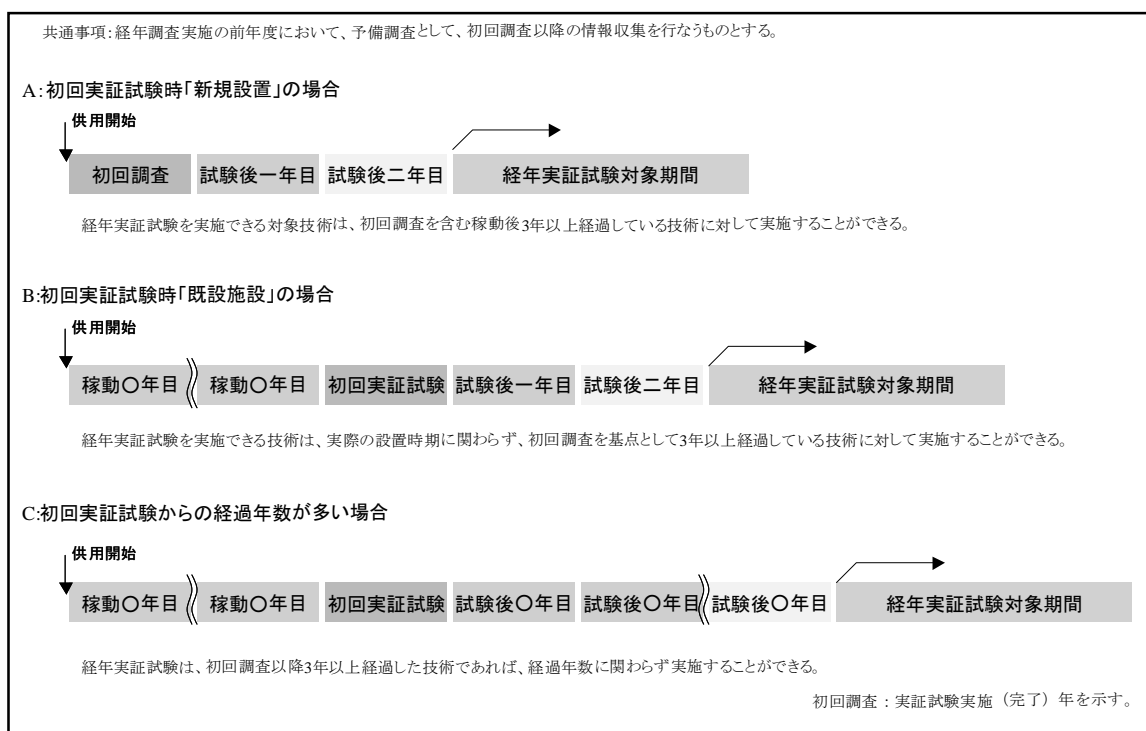 共通事項:経年調査実施の前年度において、予備調査として、初回調査以降の情報収集を行なうものとする。
A:初回実証試験時「新規設置」の場合
供用開始
初回調査 試験後一年目 試験後二年目 経年実証試験対象期間
経年実証試験を実施できる対象技術は、初回調査を含む稼動後3年以上経過している技術に対して実施することができる。
B:初回実証試験時「既設施設」の場合
供用開始
稼動〇年目 稼動〇年目 初回実証試験 試験後一年目 試験後二年目 経年実証試験対象期間
経年実証試験を実施できる技術は、実際の設置時期に関わらず、初回調査を基点として3年以上経過している技術に対して実施することができる。
C:初回実証試験からの経過年数が多い場合
供用開始
稼動〇年目 稼動〇年目 初回実証試験 試験後〇年目 試験後〇年目 試験後〇年目 経年実証試験対象期間
経年実証試験は、初回調査以降3年以上経過した技術であれば、経過年数に関わらず実施することができる。
初回調査：実証試験実施（完了）年を示す。